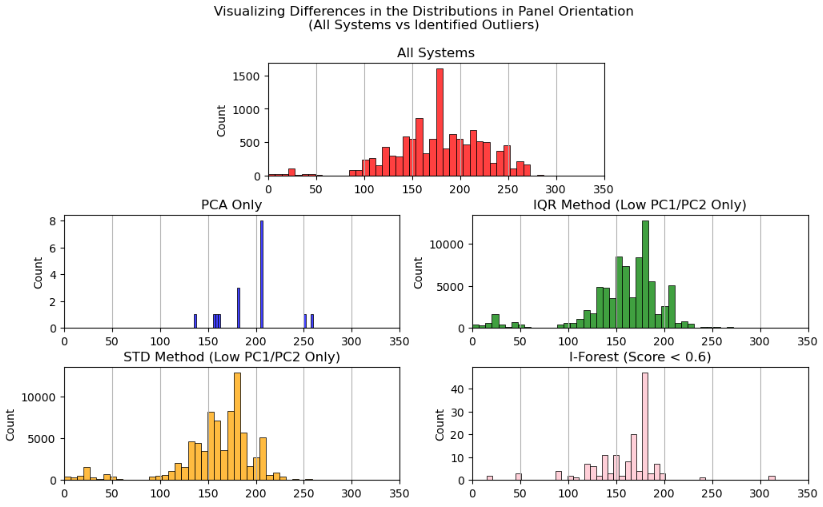 Visualizing Differences in the Distributions in Panel Orientation
(All Systems vs Identified Outliers)
All Systems
Count
1500
1000
500
0
0 50 100 150 200 250 300 350
PCA Only
Count
8
6
4
2
0
0 50 100 150 200 250 300 350
IQR Method (Low PC1/PC2 Only)
Count
10000
5000
0
0 50 100 150 200 250 300 350
STD Method (Low PC1/PC2 Only)
Count
10000
5000
0
0 50 100 150 200 250 300 350
I-Forest (Score < 0.6)
Count
40
30
20
10
0
0 50 100 150 200 250 300 350